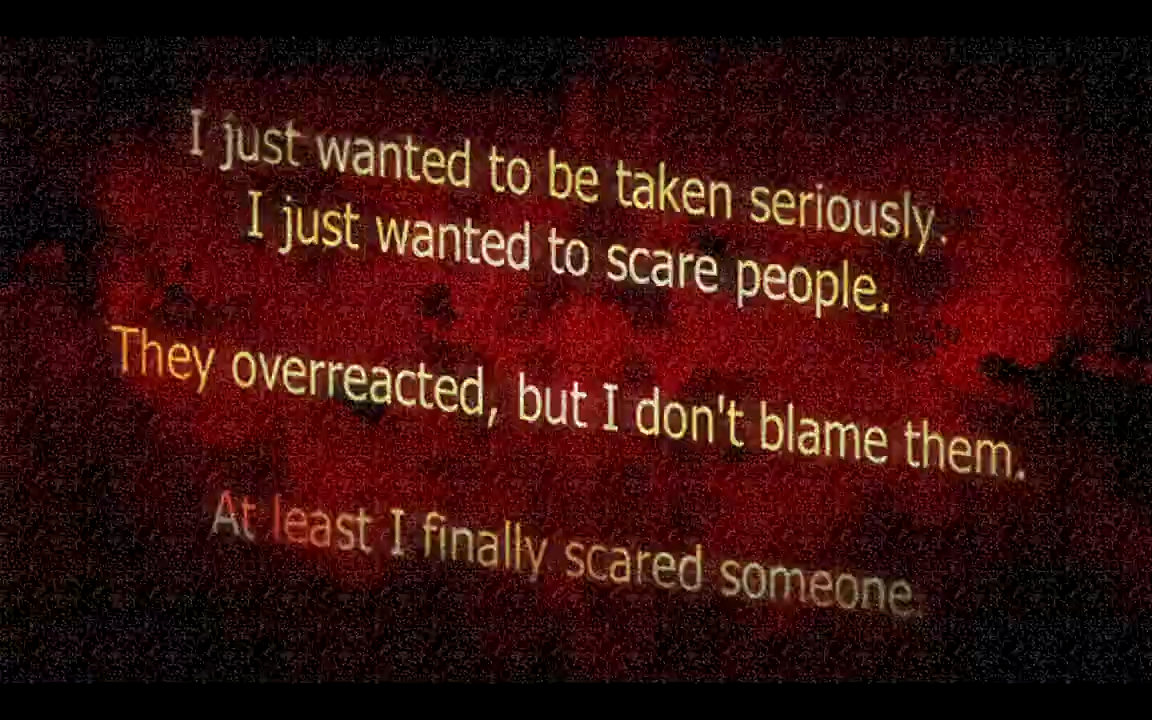 I just wanted to be taken seriously.
I just wanted to scare people.
They overreacted, but I don't blame them.
At least I finally scared someone.